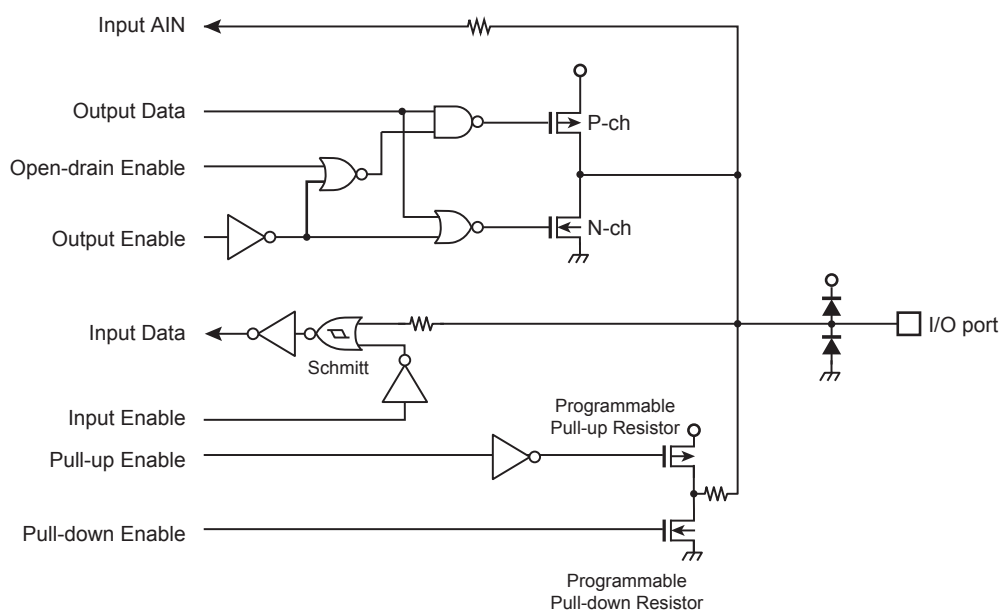 Input AIN
Output Data
P-ch
Open-drain Enable
N-ch
Output Enable
Input Data
Schmitt
I/O port
Input Enable
Programmable
Pull-up Resistor
Pull-up Enable
Pull-down Enable
Programmable
Pull-down Resistor